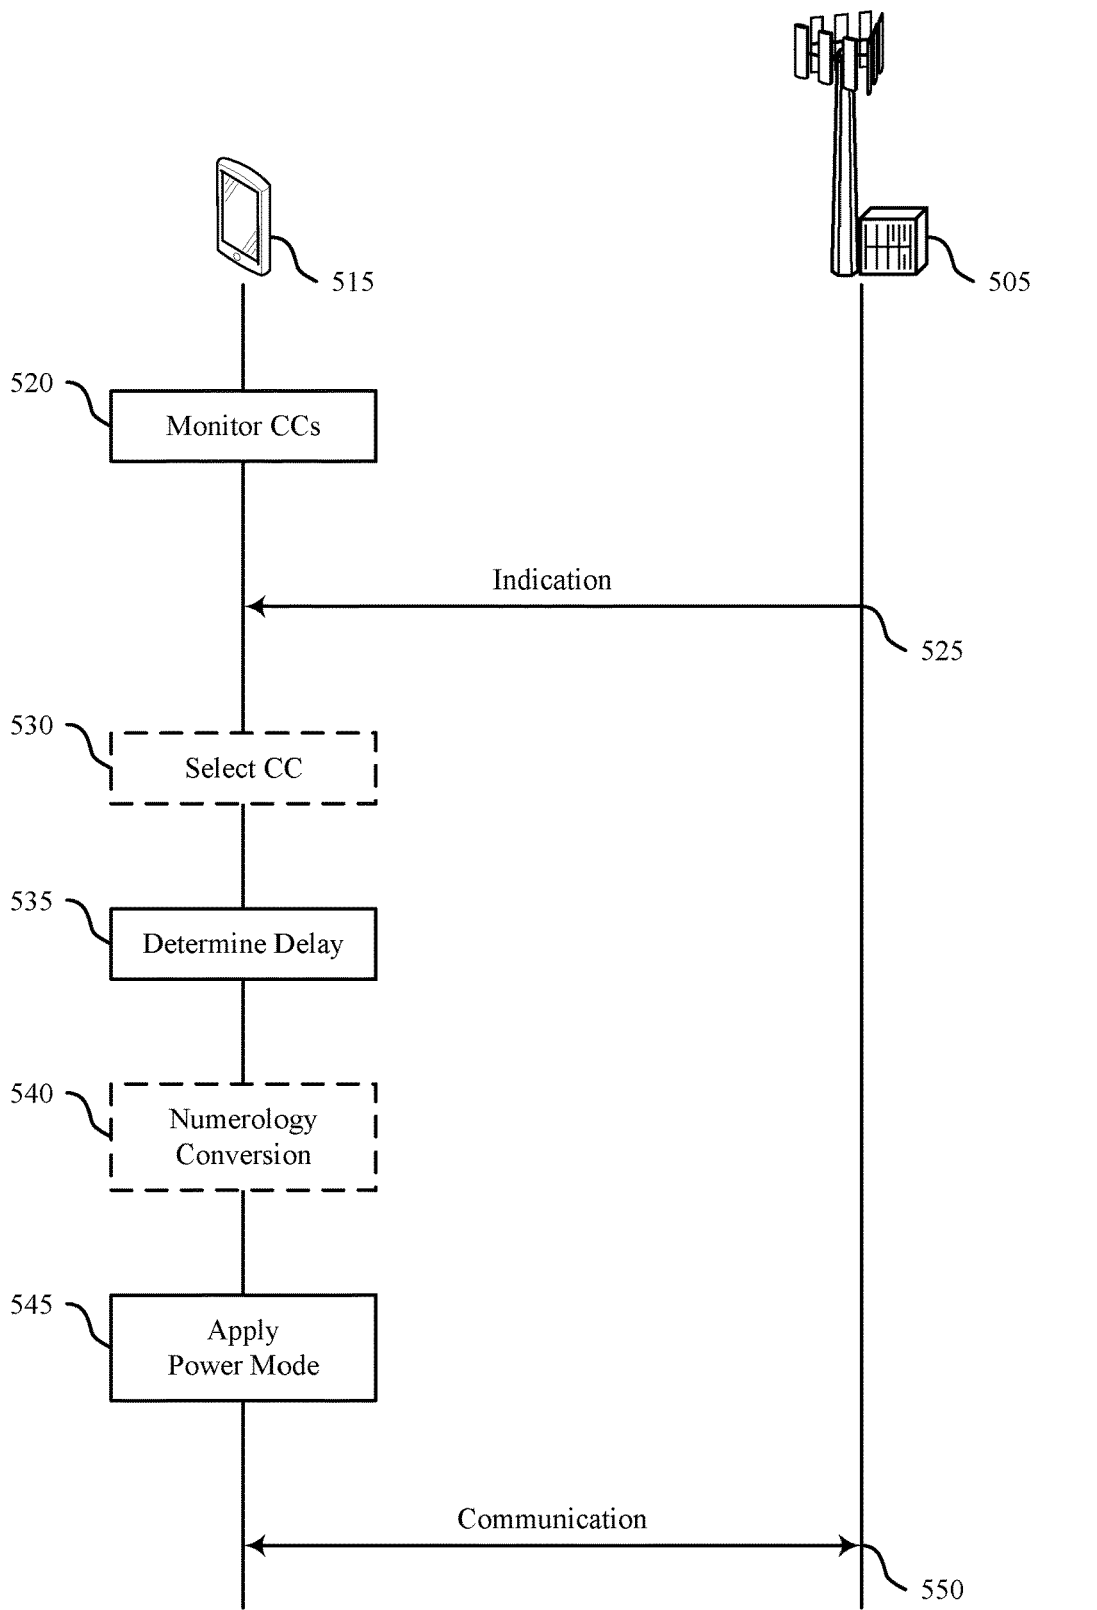 515
505
520
Monitor CCs
Indication
525
530
Select CC
535
Determine Delay
540
Numerology
Conversion
545
Apply
Power Mode
Communication
550